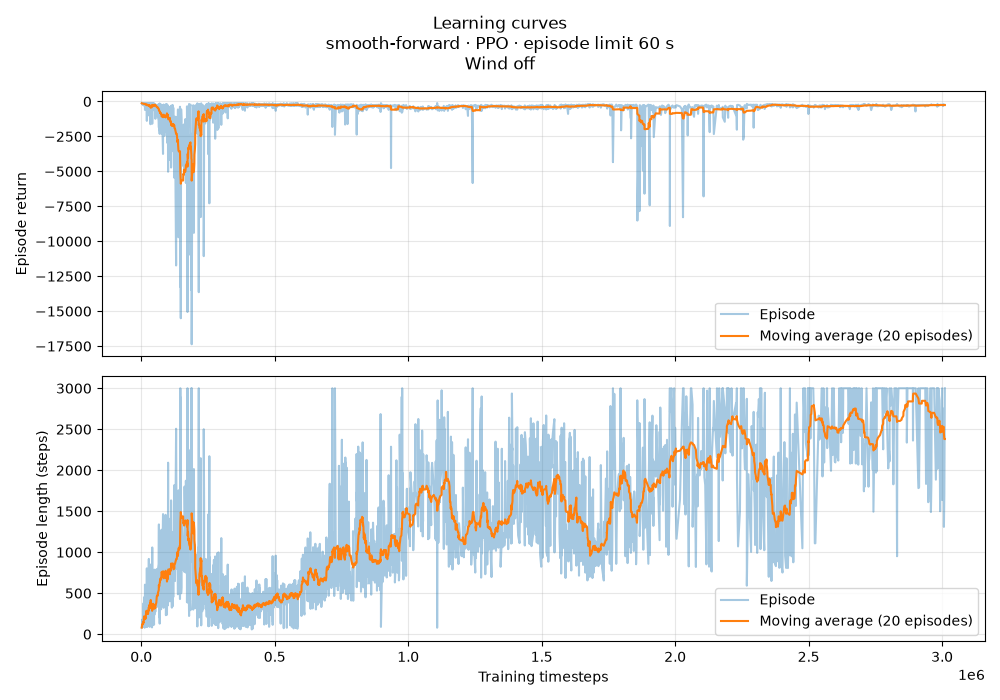 Learning curves
smooth-forward · PPO · episode limit 60 s
Wind off
0
−2500
−5000
−7500
−10000
−12500
−15000
−17500
Episode return
Episode
Moving average (20 episodes)
3000
2500
2000
1500
1000
500
0
Episode length (steps)
Episode
Moving average (20 episodes)
0.0 0.5 1.0 1.5 2.0 2.5 3.0
1e6
Training timesteps